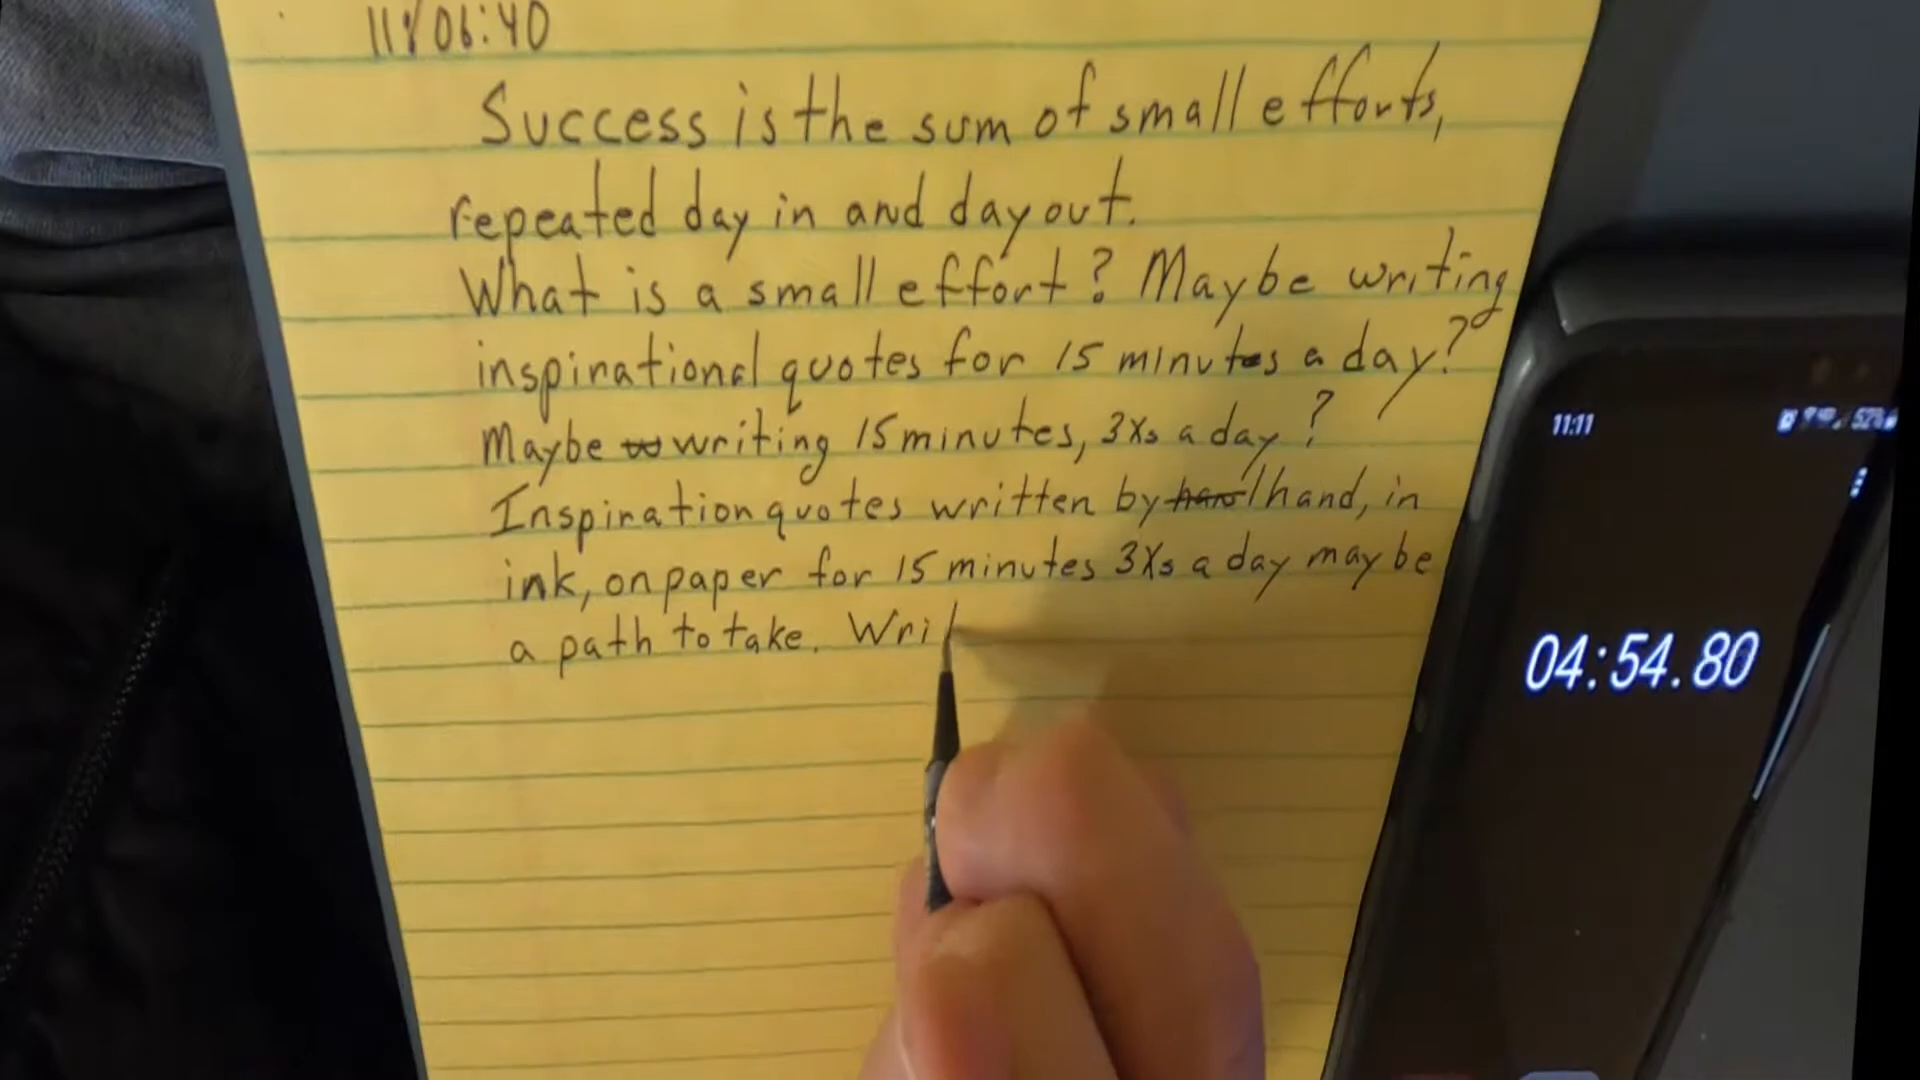 11:06:40
Success is the sum of small efforts,
repeated day in and day out.
What is a small effort? Maybe writing
inspirational quotes for 15 minutes a day?
Maybe w writing 15 minutes, 3Xs a day?
Inspiration quotes written by hand, in
ink, on paper for 15 minutes 3Xs a day may be
a path to take. Writ
11:11
52%
04:54.80